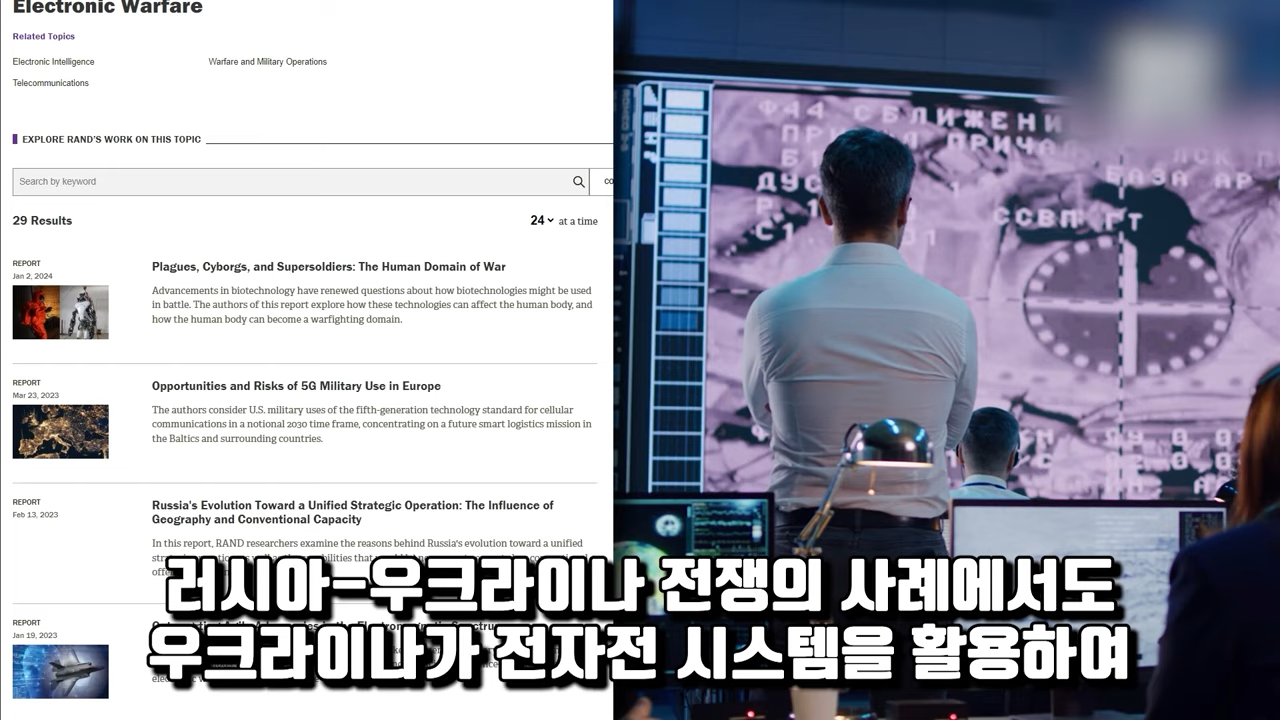 Electronic Warfare
Related Topics
Electronic Intelligence
Warfare and Military Operations
Telecommunications
EXPLORE RAND'S WORK ON THIS TOPIC
Search by keyword
29 Results
24 at a time
REPORT
Jan 2, 2024
Plagues, Cyborgs, and Supersoldiers: The Human Domain of War
Advancements in biotechnology have renewed questions about how biotechnologies might be used
in battle. The authors of this report explore how these technologies can affect the human body, and
how the human body can become a warfighting domain.
REPORT
Mar 23, 2023
Opportunities and Risks of 5G Military Use in Europe
The authors consider U.S. military uses of the fifth-generation technology standard for cellular
communications in a notional 2030 time frame, concentrating on a future smart logistics mission in
the Baltics and surrounding countries.
REPORT
Feb 13, 2023
Russia's Evolution Toward a Unified Strategic Operation: The Influence of
Geography and Conventional Capacity
In this report, RAND researchers examine the reasons behind Russia's evolution toward a unified
REPORT
Jan 19, 2023
ФА4 СБЛИЖЕНИ
БАЗА АР
ССВП ГТ
러시아-우크라이나 전쟁의 사례에서도
우크라이나가 전자전 시스템을 활용하여